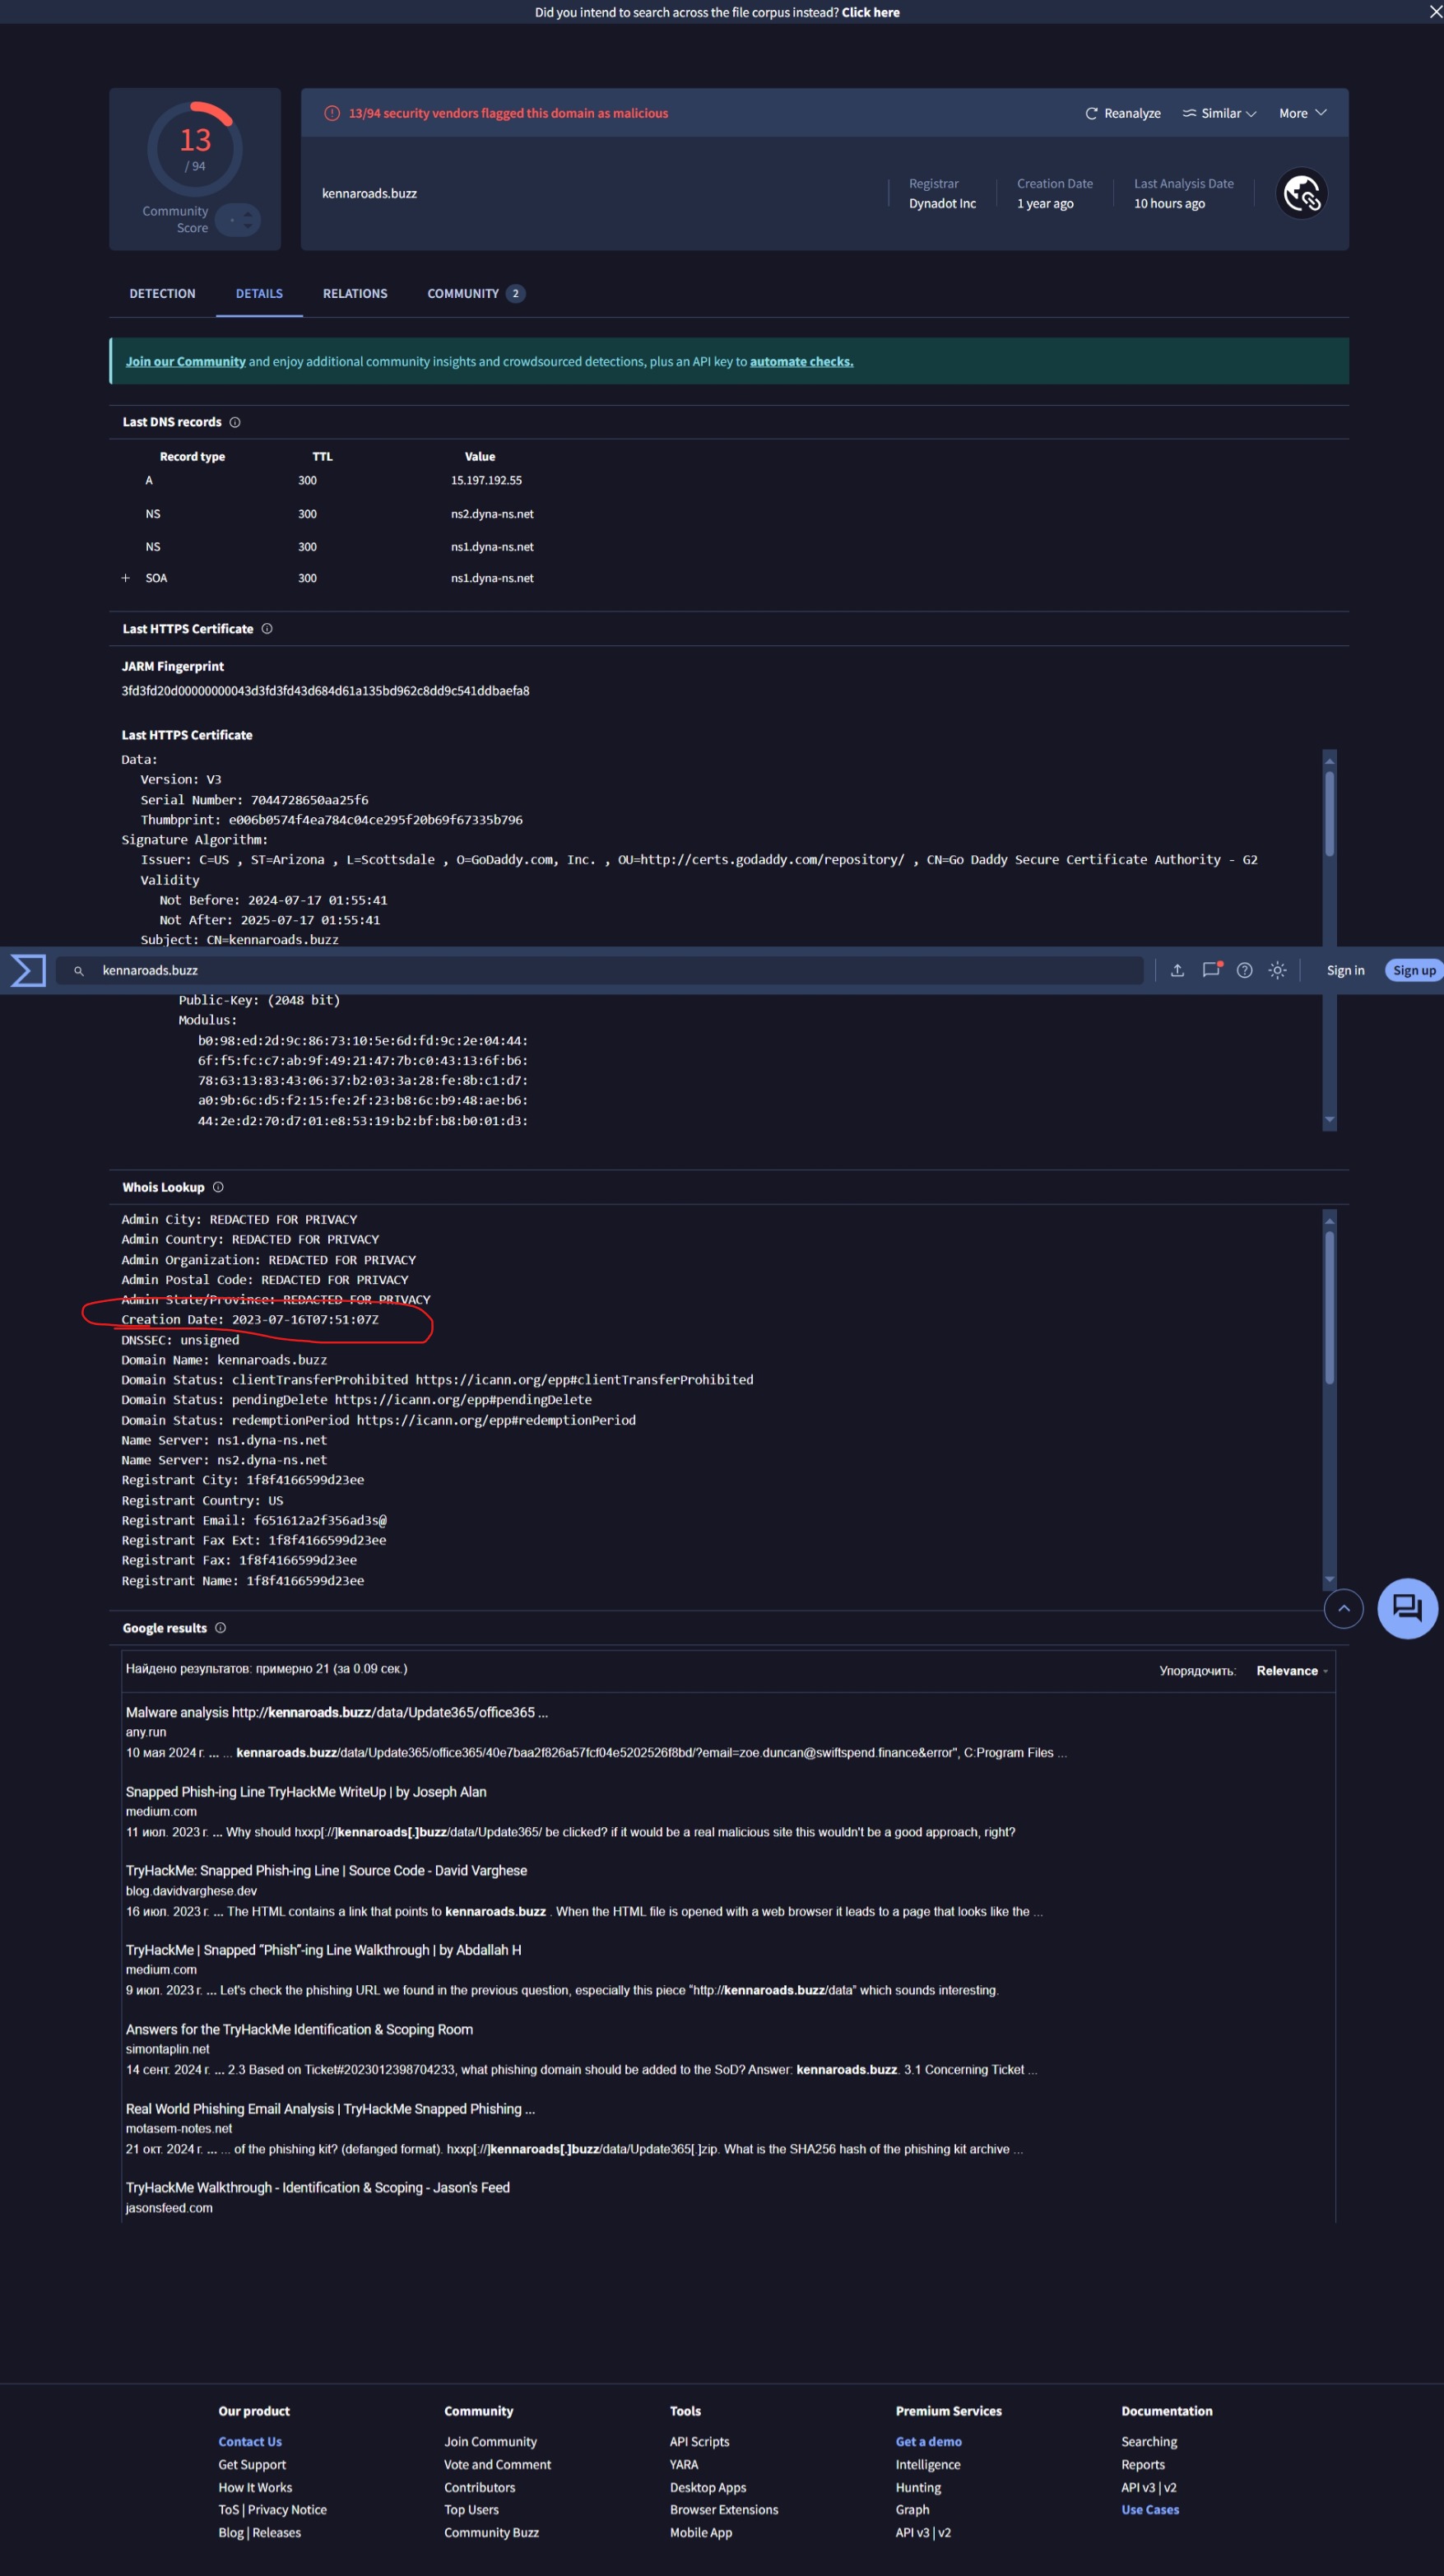 Did you intend to search across the file corpus instead? Click here
13
/ 94
Community
Score
13/94 security vendors flagged this domain as malicious
Reanalyze
Similar
More
kennaroads.buzz
Registrar
Dynadot Inc
Creation Date
1 year ago
Last Analysis Date
10 hours ago
DETECTION
DETAILS
RELATIONS
COMMUNITY 2
Join our Community and enjoy additional community insights and crowdsourced detections, plus an API key to automate checks.
Last DNS records
Record type TTL Value
A 300 15.197.192.55
NS 300 ns2.dyna-ns.net
NS 300 ns1.dyna-ns.net
+ SOA 300 ns1.dyna-ns.net
Last HTTPS Certificate
JARM Fingerprint
3fd3fd20d00000000043d3fd3fd43d684d61a135bd962c8dd9c541ddbaefa8
Last HTTPS Certificate
Data:
Version: V3
Serial Number: 7044728650aa25f6
Thumbprint: e006b0574f4ea784c04ce295f20b69f67335b796
Signature Algorithm:
Issuer: C=US , ST=Arizona , L=Scottsdale , O=GoDaddy.com, Inc. , OU=http://certs.godaddy.com/repository/ , CN=Go Daddy Secure Certificate Authority - G2
Validity
Not Before: 2024-07-17 01:55:41
Not After: 2025-07-17 01:55:41
Subject: CN=kennaroads.buzz
kennaroads.buzz
Sign in
Sign up
Public-Key: (2048 bit)
Modulus:
b0:98:ed:2d:9c:86:73:10:5e:6d:fd:9c:2e:04:44:
6f:f5:fc:c7:ab:9f:49:21:47:7b:c0:43:13:6f:b6:
78:63:13:83:43:06:37:b2:03:3a:28:fe:8b:c1:d7:
a0:9b:6c:d5:f2:15:fe:2f:23:b8:6c:b9:48:ae:b6:
44:2e:d2:70:d7:01:e8:53:19:b2:bf:b8:b0:01:d3:
Whois Lookup
Admin City: REDACTED FOR PRIVACY
Admin Country: REDACTED FOR PRIVACY
Admin Organization: REDACTED FOR PRIVACY
Admin Postal Code: REDACTED FOR PRIVACY
Admin State/Province: REDACTED FOR PRIVACY
Creation Date: 2023-07-16T07:51:07Z
DNSSEC: unsigned
Domain Name: kennaroads.buzz
Domain Status: clientTransferProhibited https://icann.org/epp#clientTransferProhibited
Domain Status: pendingDelete https://icann.org/epp#pendingDelete
Domain Status: redemptionPeriod https://icann.org/epp#redemptionPeriod
Name Server: ns1.dyna-ns.net
Name Server: ns2.dyna-ns.net
Registrant City: 1f8f4166599d23ee
Registrant Country: US
Registrant Email: f651612a2f356ad3s@
Registrant Fax Ext: 1f8f4166599d23ee
Registrant Fax: 1f8f4166599d23ee
Registrant Name: 1f8f4166599d23ee
Google results
Найдено результатов: примерно 21 (за 0.09 сек.)
Упорядочить: Relevance
Malware analysis http://kennaroads.buzz/data/Update365/office365 ...
any.run
10 мая 2024 г. ... ... kennaroads.buzz/data/Update365/office365/40e7baa2f826a57fcf04e5202526f8bd/?email=zoe.duncan@swiftspend.finance&error", C:Program Files ...
Snapped Phish-ing Line TryHackMe WriteUp | by Joseph Alan
medium.com
11 июл. 2023 г. ... Why should hxxp[://]kennaroads[.]buzz/data/Update365/ be clicked? if it would be a real malicious site this wouldn't be a good approach, right?
TryHackMe: Snapped Phish-ing Line | Source Code - David Varghese
blog.davidvarghese.dev
16 июл. 2023 г. ... The HTML contains a link that points to kennaroads.buzz . When the HTML file is opened with a web browser it leads to a page that looks like the ...
TryHackMe | Snapped “Phish”-ing Line Walkthrough | by Abdallah H
medium.com
9 июл. 2023 г. ... Let's check the phishing URL we found in the previous question, especially this piece “http://kennaroads.buzz/data” which sounds interesting.
Answers for the TryHackMe Identification & Scoping Room
simontaplin.net
14 сент. 2024 г. ... 2.3 Based on Ticket#2023012398704233, what phishing domain should be added to the SoD? Answer: kennaroads.buzz. 3.1 Concerning Ticket ...
Real World Phishing Email Analysis | TryHackMe Snapped Phishing ...
motasem-notes.net
21 окт. 2024 г. ... ... of the phishing kit? (defanged format). hxxp[://]kennaroads[.]buzz/data/Update365[.]zip. What is the SHA256 hash of the phishing kit archive ...
TryHackMe Walkthrough - Identification & Scoping - Jason's Feed
jasonsfeed.com
Our product Community Tools Premium Services Documentation
Contact Us Join Community API Scripts Get a demo Searching
Get Support Vote and Comment YARA Intelligence Reports
How It Works Contributors Desktop Apps Hunting API v3 | v2
ToS | Privacy Notice Top Users Browser Extensions Graph Use Cases
Blog | Releases Community Buzz Mobile App API v3 | v2